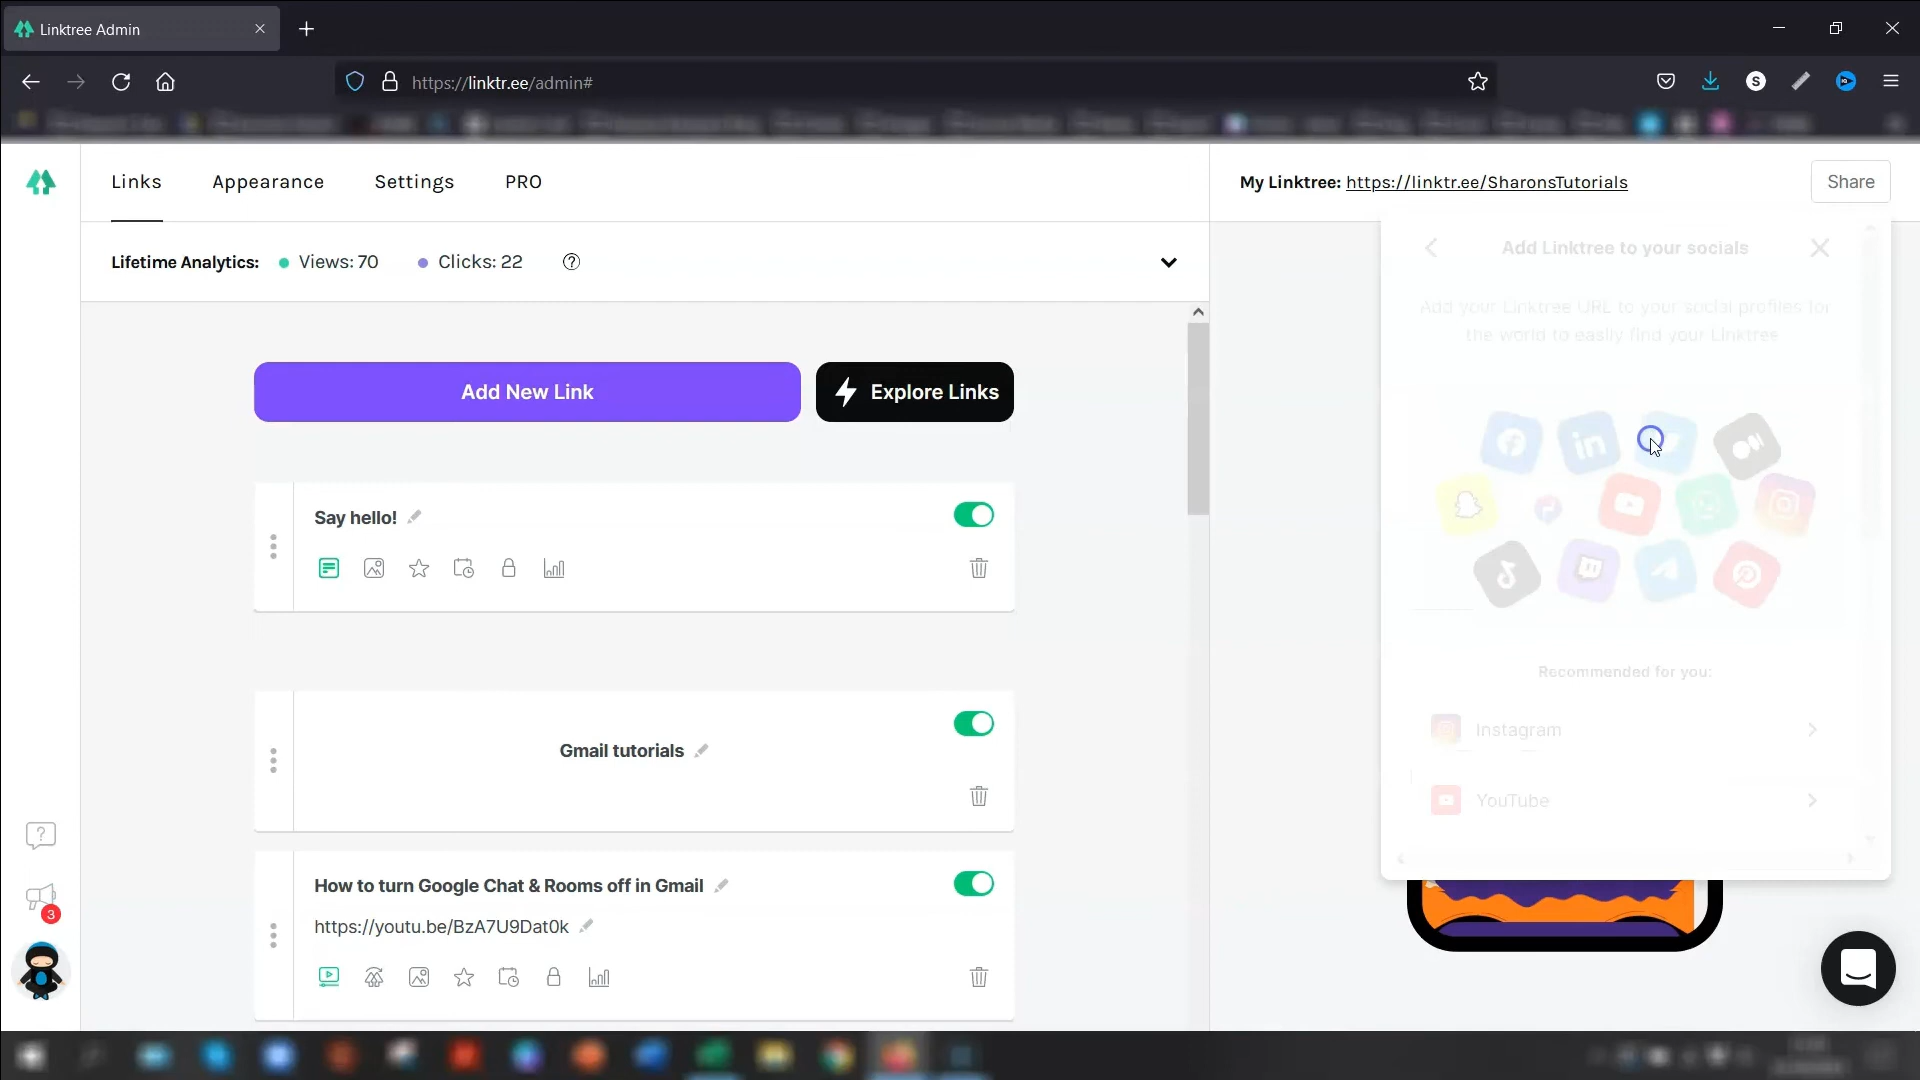 Linktree Admin
https://linktr.ee/admin#
S
Links Appearance Settings PRO
My Linktree: https://linktr.ee/SharonsTutorials
Share
Lifetime Analytics: Views: 70 Clicks: 22 ?
Add Linktree to your socials
Add your Linktree URL to your social profiles for
the world to easily find your Linktree
Add New Link
Explore Links
Say hello!
Gmail tutorials
Recommended for you:
Instagram
YouTube
How to turn Google Chat & Rooms off in Gmail
https://youtu.be/BzA7U9Dat0k
3